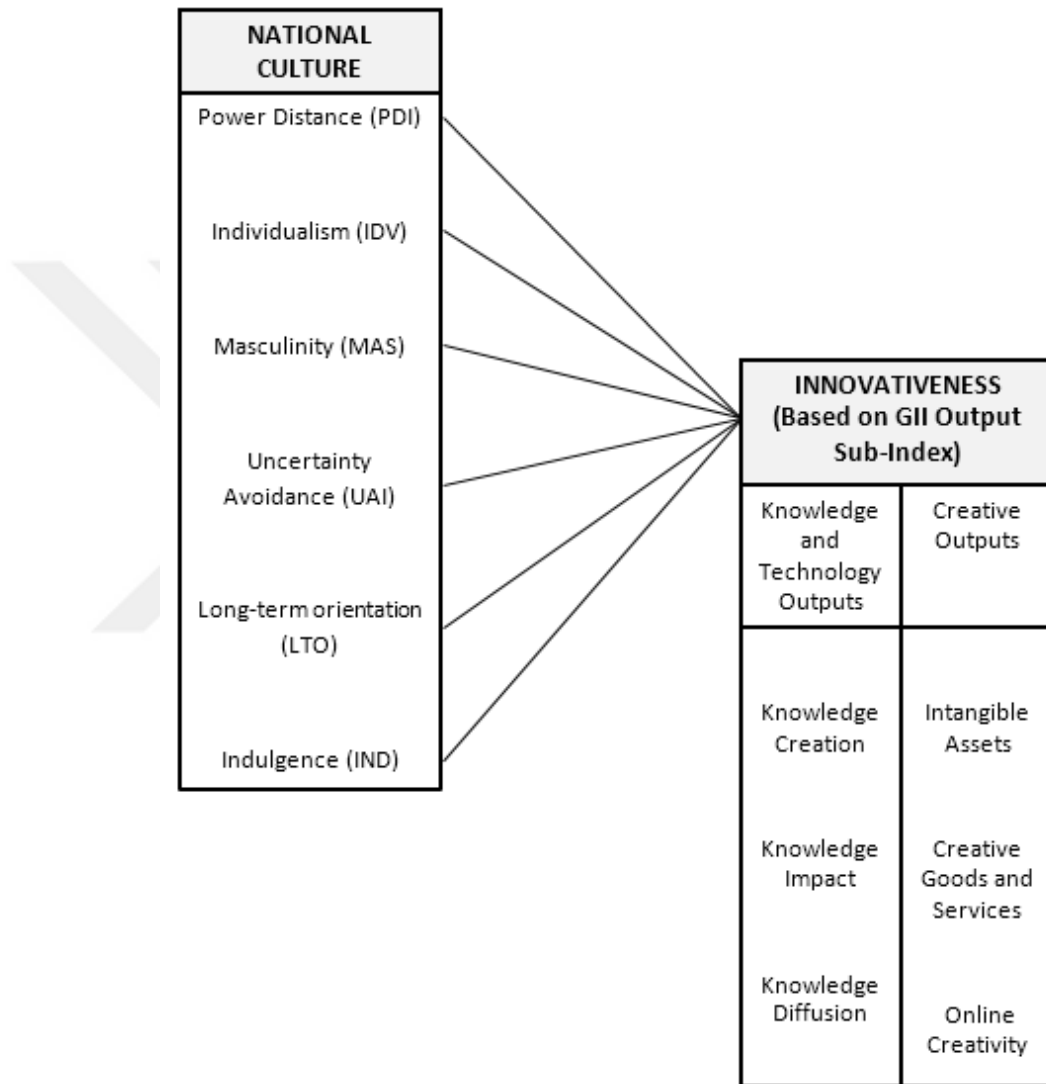 NATIONAL
CULTURE
Power Distance (PDI)
Individualism (IDV)
Masculinity (MAS)
Uncertainty
Avoidance (UAI)
Long-term orientation
(LTO)
Indulgence (IND)
INNOVATIVENESS
(Based on GII Output
Sub-Index)
Knowledge
and
Technology
Outputs
Creative
Outputs
Knowledge
Creation
Intangible
Assets
Knowledge
Impact
Creative
Goods and
Services
Knowledge
Diffusion
Online
Creativity